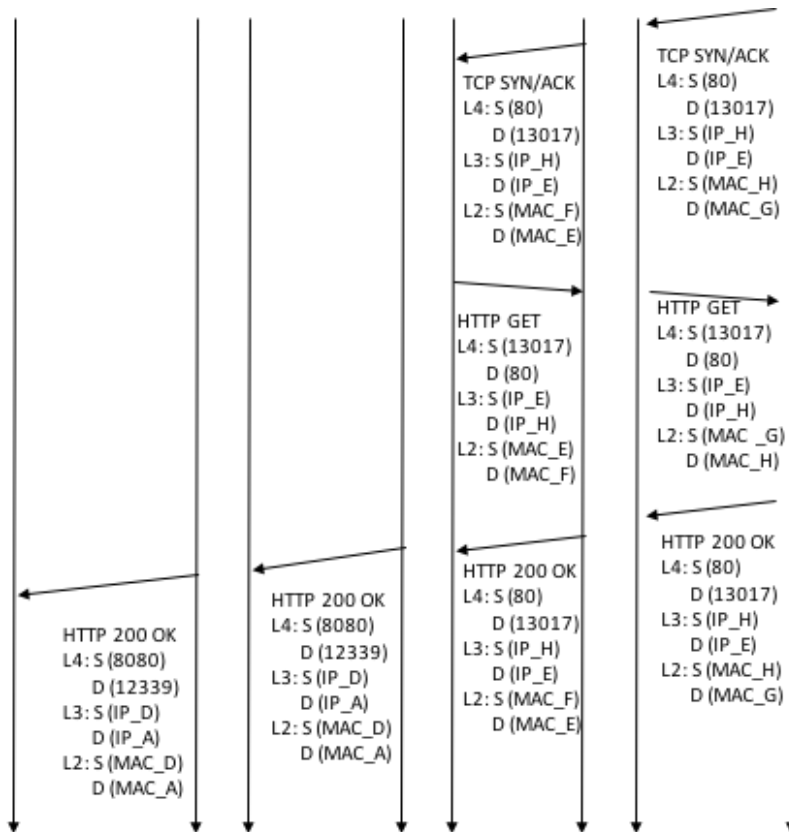 TCP SYN/ACK
L4: S (80)
D (13017)
L3: S (IP_H)
D (IP_E)
L2: S (MAC_F)
D (MAC_E)
TCP SYN/ACK
L4: S (80)
D (13017)
L3: S (IP_H)
D (IP_E)
L2: S (MAC_H)
D (MAC_G)
HTTP GET
L4: S (13017)
D (80)
L3: S (IP_E)
D (IP_H)
L2: S (MAC_E)
D (MAC_F)
HTTP GET
L4: S (13017)
D (80)
L3: S (IP_E)
D (IP_H)
L2: S (MAC _G)
D (MAC_H)
HTTP 200 OK
L4: S (8080)
D (12339)
L3: S (IP_D)
D (IP_A)
L2: S (MAC_D)
D (MAC_A)
HTTP 200 OK
L4: S (8080)
D (12339)
L3: S (IP_D)
D (IP_A)
L2: S (MAC_D)
D (MAC_A)
HTTP 200 OK
L4: S (80)
D (13017)
L3: S (IP_H)
D (IP_E)
L2: S (MAC_F)
D (MAC_E)
HTTP 200 OK
L4: S (80)
D (13017)
L3: S (IP_H)
D (IP_E)
L2: S (MAC_H)
D (MAC_G)